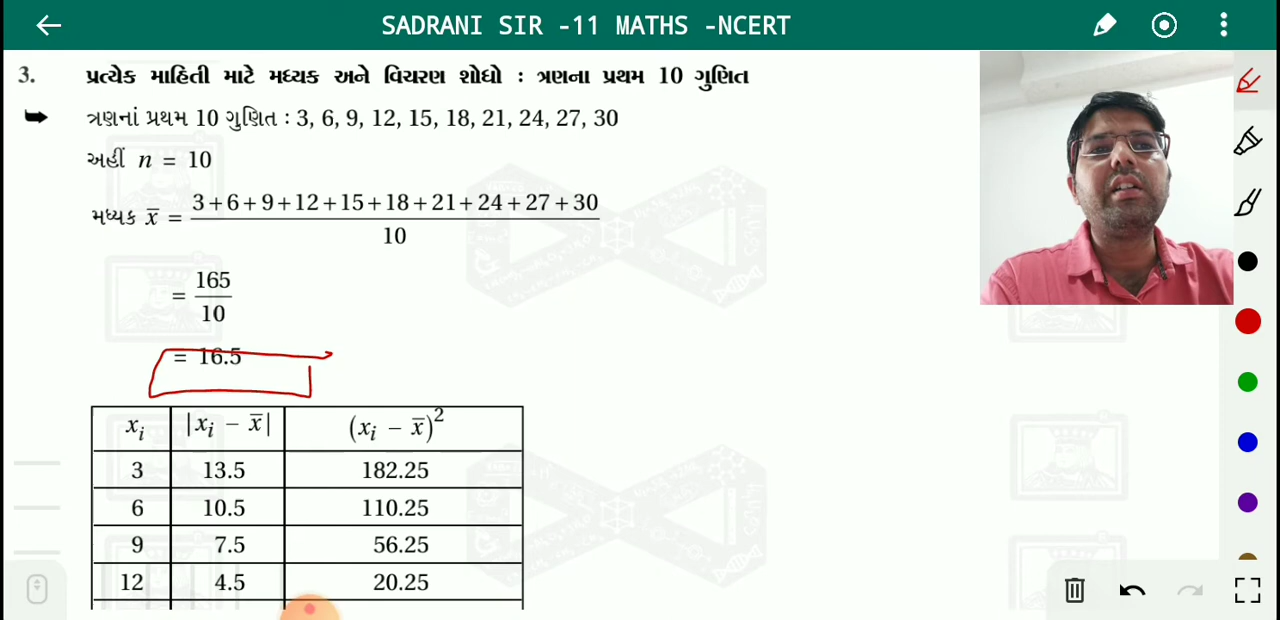 SADRANI SIR -11 MATHS -NCERT
3. પ્રત્યેક માહિતી માટે મધ્યક અને વિચરણ શોધો : ત્રણના પ્રથમ 10 ગુણિત
➥ ત્રણનાં પ્રથમ 10 ગુણિત : 3, 6, 9, 12, 15, 18, 21, 24, 27, 30
અહીં n = 10
મધ્યક x̅ = 3+6+9+12+15+18+21+24+27+30
10
= 165
10
= 16.5
xᵢ |xᵢ – x̅| (xᵢ – x̅)²
3 13.5 182.25
6 10.5 110.25
9 7.5 56.25
12 4.5 20.25